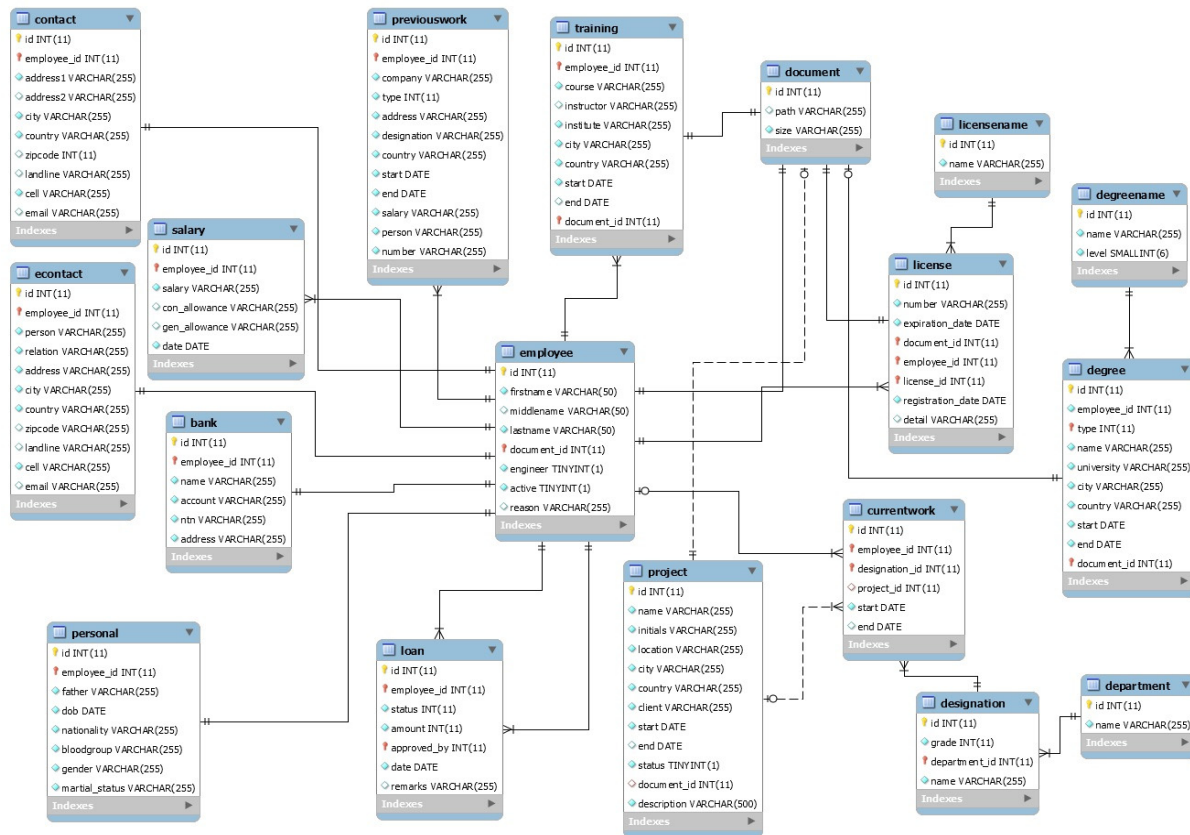 contact
id INT(11)
employee_id INT(11)
address1 VARCHAR(255)
address2 VARCHAR(255)
city VARCHAR(255)
country VARCHAR(255)
zipcode INT(11)
landline VARCHAR(255)
cell VARCHAR(255)
email VARCHAR(255)
Indexes
previouswork
id INT(11)
employee_id INT(11)
company VARCHAR(255)
type INT(11)
address VARCHAR(255)
designation VARCHAR(255)
country VARCHAR(255)
start DATE
end DATE
salary VARCHAR(255)
person VARCHAR(255)
number VARCHAR(255)
Indexes
training
id INT(11)
employee_id INT(11)
course VARCHAR(255)
instructor VARCHAR(255)
institute VARCHAR(255)
city VARCHAR(255)
country VARCHAR(255)
start DATE
end DATE
document_id INT(11)
Indexes
document
id INT(11)
path VARCHAR(255)
size VARCHAR(255)
Indexes
licensename
id INT(11)
name VARCHAR(255)
Indexes
degreename
id INT(11)
name VARCHAR(255)
level SMALLINT(6)
Indexes
salary
id INT(11)
employee_id INT(11)
salary VARCHAR(255)
con_allowance VARCHAR(255)
gen_allowance VARCHAR(255)
date DATE
Indexes
econtact
id INT(11)
employee_id INT(11)
person VARCHAR(255)
relation VARCHAR(255)
address VARCHAR(255)
city VARCHAR(255)
country VARCHAR(255)
zipcode VARCHAR(255)
landline VARCHAR(255)
cell VARCHAR(255)
email VARCHAR(255)
Indexes
license
id INT(11)
number VARCHAR(255)
expiration_date DATE
document_id INT(11)
employee_id INT(11)
license_id INT(11)
registration_date DATE
detail VARCHAR(255)
Indexes
employee
id INT(11)
firstname VARCHAR(50)
middlename VARCHAR(50)
lastname VARCHAR(50)
document_id INT(11)
engineer TINYINT(1)
active TINYINT(1)
reason VARCHAR(255)
Indexes
degree
id INT(11)
employee_id INT(11)
type INT(11)
name VARCHAR(255)
university VARCHAR(255)
city VARCHAR(255)
country VARCHAR(255)
start DATE
end DATE
document_id INT(11)
Indexes
bank
id INT(11)
employee_id INT(11)
name VARCHAR(255)
account VARCHAR(255)
ntn VARCHAR(255)
address VARCHAR(255)
Indexes
currentwork
id INT(11)
employee_id INT(11)
designation_id INT(11)
project_id INT(11)
start DATE
end DATE
Indexes
project
id INT(11)
name VARCHAR(255)
initials VARCHAR(255)
location VARCHAR(255)
city VARCHAR(255)
country VARCHAR(255)
client VARCHAR(255)
start DATE
end DATE
status TINYINT(1)
document_id INT(11)
description VARCHAR(500)
Indexes
personal
id INT(11)
employee_id INT(11)
father VARCHAR(255)
dob DATE
nationality VARCHAR(255)
bloodgroup VARCHAR(255)
gender VARCHAR(255)
martial_status VARCHAR(255)
Indexes
loan
id INT(11)
employee_id INT(11)
status INT(11)
amount INT(11)
approved_by INT(11)
date DATE
remarks VARCHAR(255)
Indexes
designation
id INT(11)
grade INT(11)
department_id INT(11)
name VARCHAR(255)
Indexes
department
id INT(11)
name VARCHAR(255)
Indexes